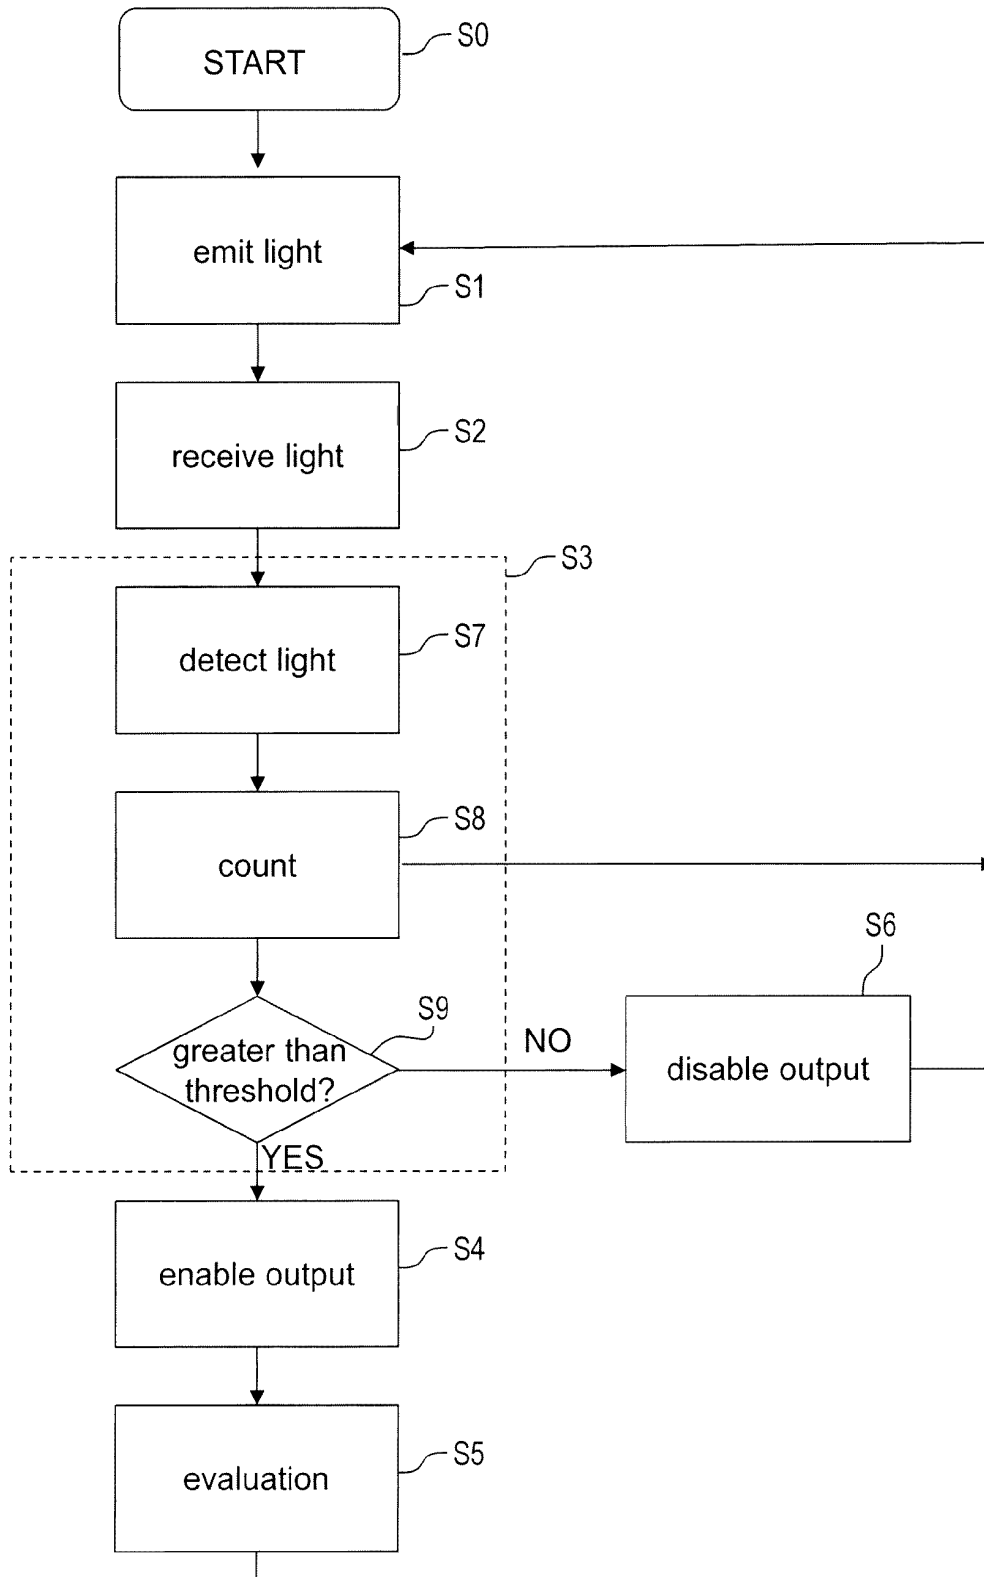 START
S0
emit light
S1
receive light
S2
S3
detect light
S7
count
S8
S6
greater than
threshold?
S9
NO
disable output
YES
enable output
S4
evaluation
S5